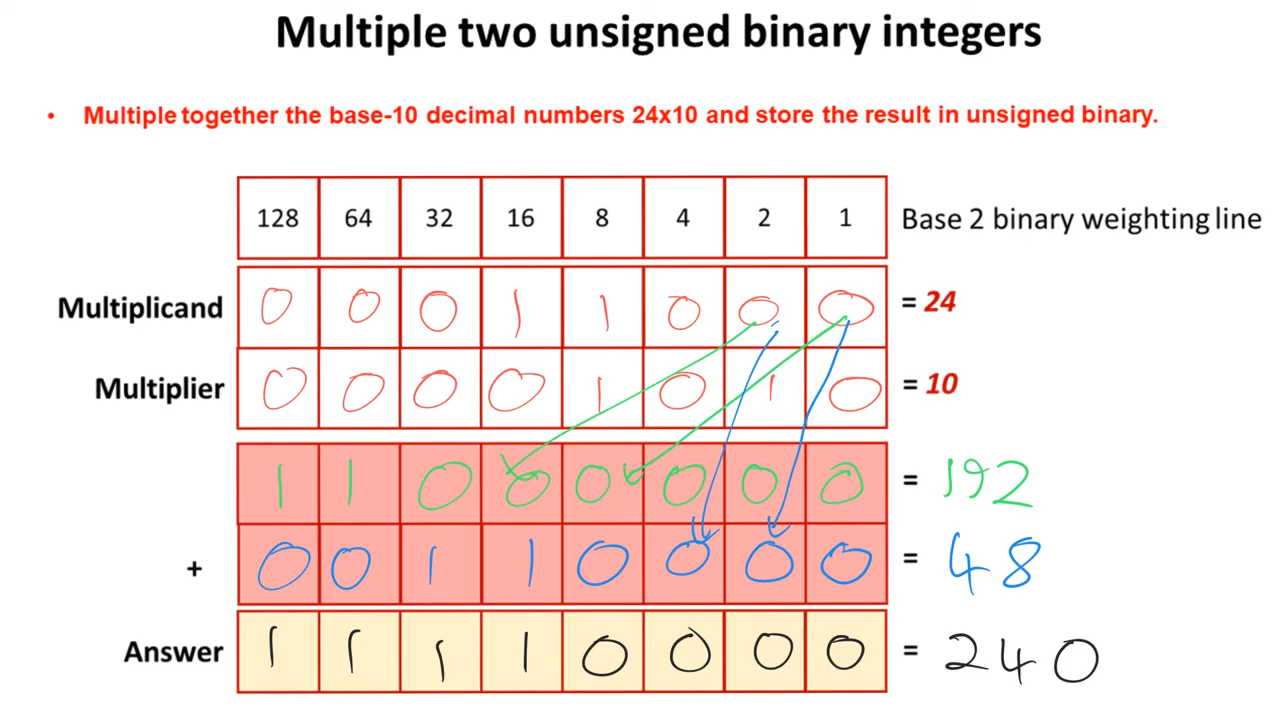 Multiple two unsigned binary integers
• Multiple together the base-10 decimal numbers 24x10 and store the result in unsigned binary.
128 64 32 16 8 4 2 1 Base 2 binary weighting line
Multiplicand 0 0 0 1 1 0 0 0 = 24
Multiplier 0 0 0 0 1 0 1 0 = 10
1 1 0 0 0 0 0 0 = 192
+ 0 0 1 1 0 0 0 0 = 48
Answer 1 1 1 1 0 0 0 0 = 240